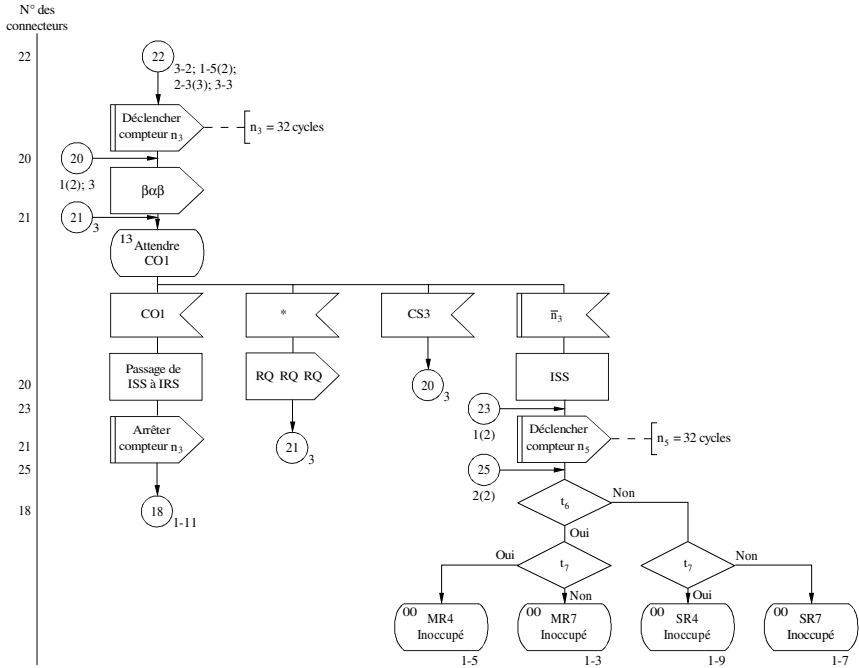 N° des
connecteurs
22
22
3-2; 1-5(2);
2-3(3); 3-3
Déclencher
compteur n3
n3 = 32 cycles
20
20
1(2); 3
βαβ
21
21
3
13
Attendre
CO1
CO1
*
CS3
n̅3
Passage de
ISS à IRS
RQ RQ RQ
20
3
ISS
20
23
23
1(2)
Arrêter
compteur n3
21
3
Déclencher
compteur n5
n5 = 32 cycles
21
25
25
2(2)
18
18
1-11
t6
Non
Oui
Oui
t7
Non
t7
Non
Oui
00
MR4
Inoccupé
1-5
00
MR7
Inoccupé
1-3
00
SR4
Inoccupé
1-9
00
SR7
Inoccupé
1-7